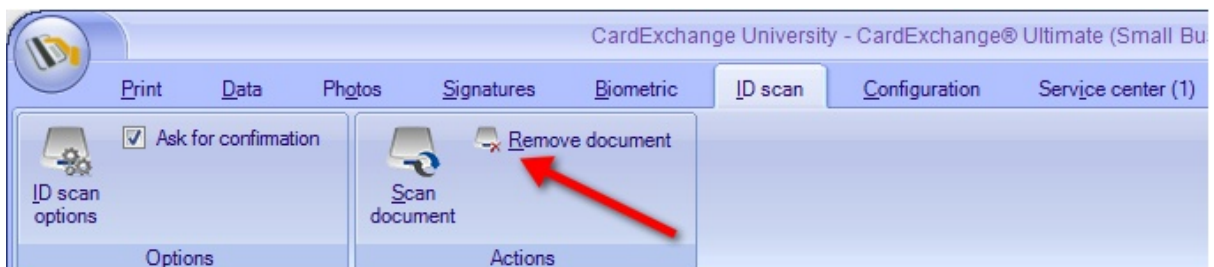 CardExchange University - CardExchange® Ultimate (Small Bu
Print Data Photos Signatures Biometric ID scan Configuration Service center (1)
Ask for confirmation
Remove document
ID scan
options
Scan
document
Options Actions